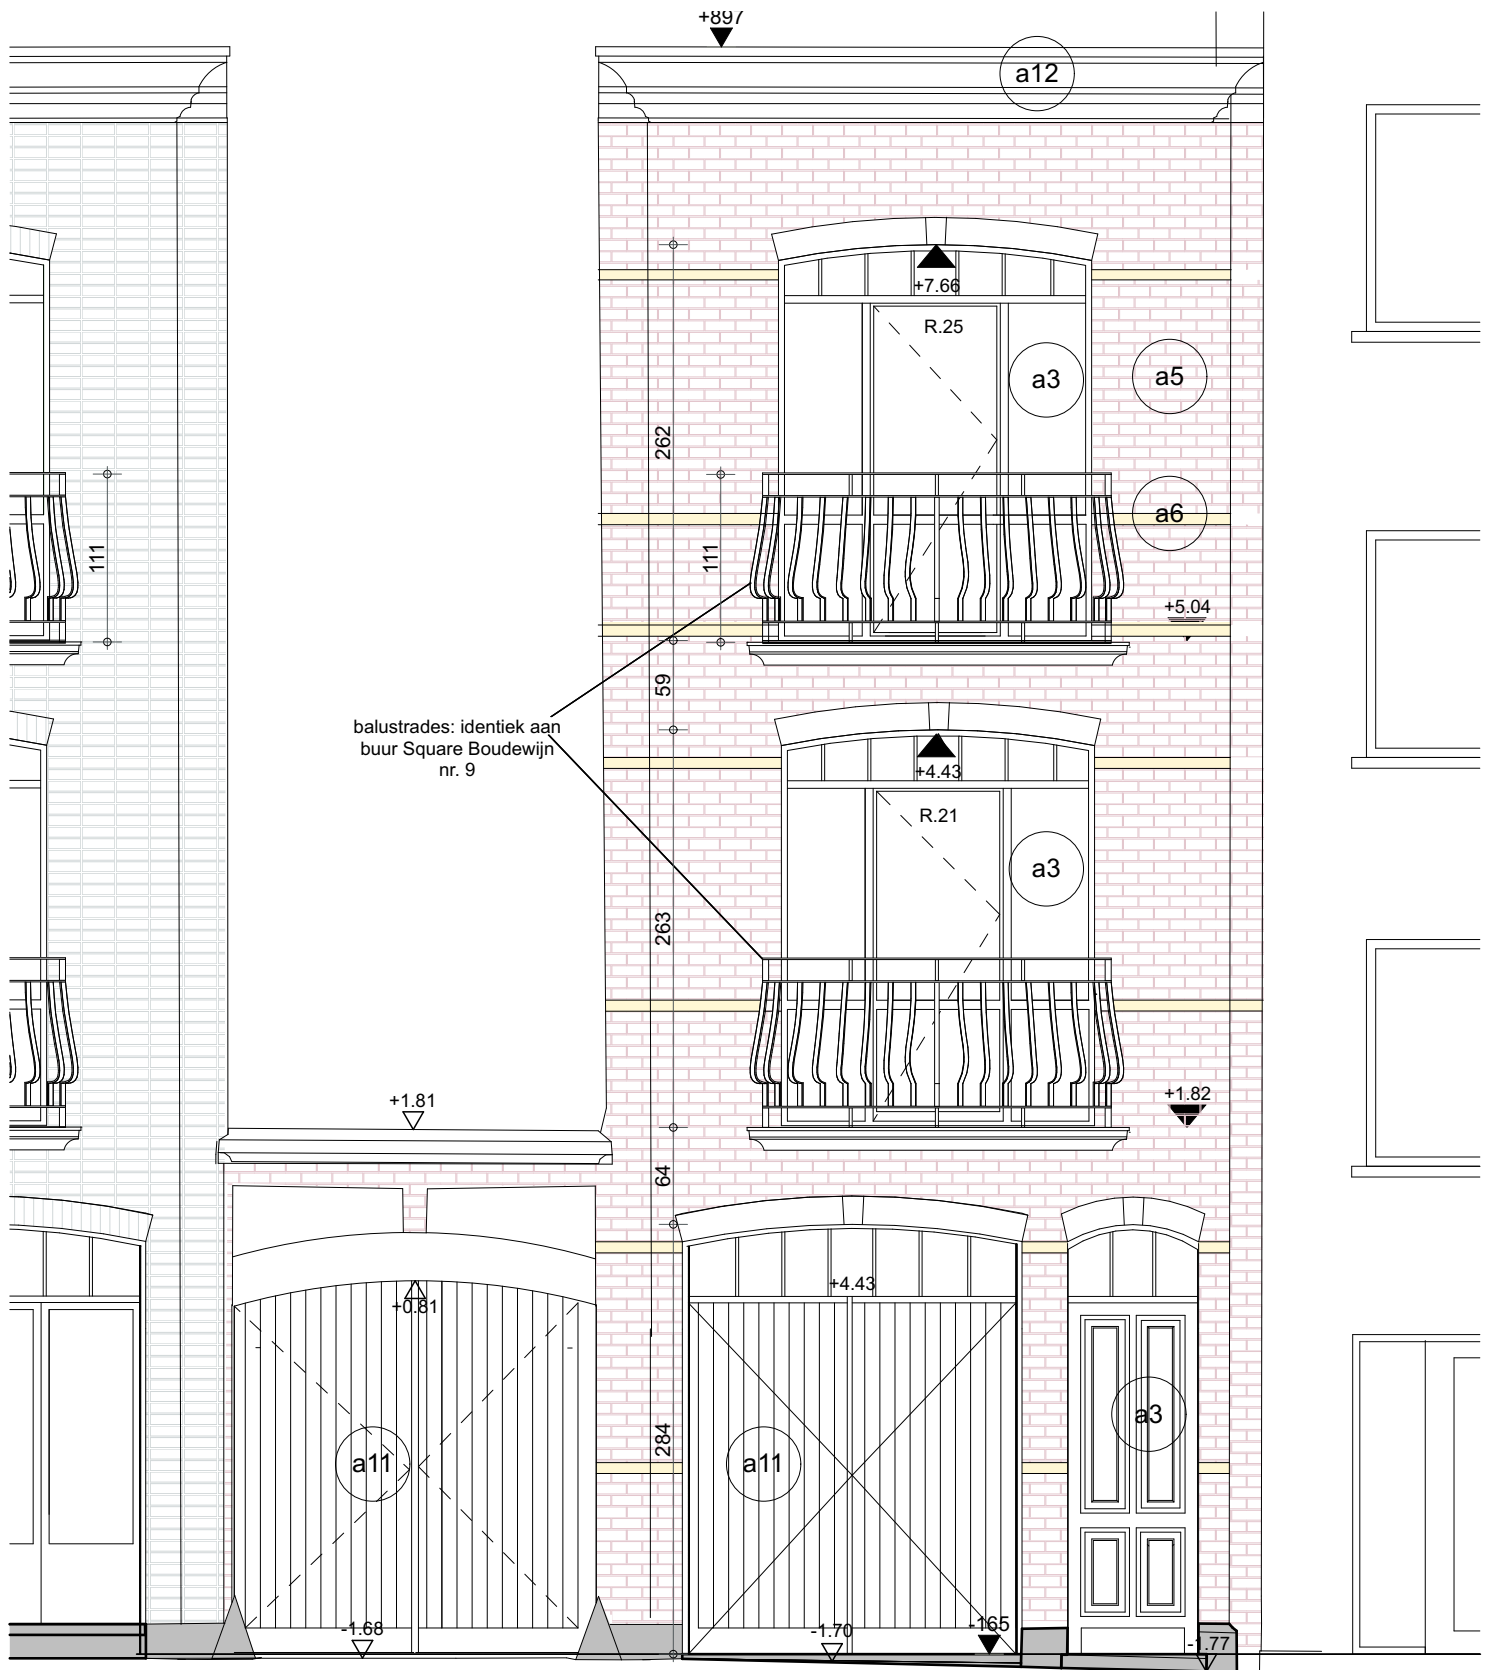 +897
a12
+7.66
R.25
a3
a5
262
a6
111
111
+5.04
59
balustrades: identiek aan
buur Square Boudewijn
nr. 9
+4.43
R.21
a3
263
+1.81
+1.82
64
+4.43
+0.81
a3
284
a11
a11
-1.68
-1.70
-165
-1.77